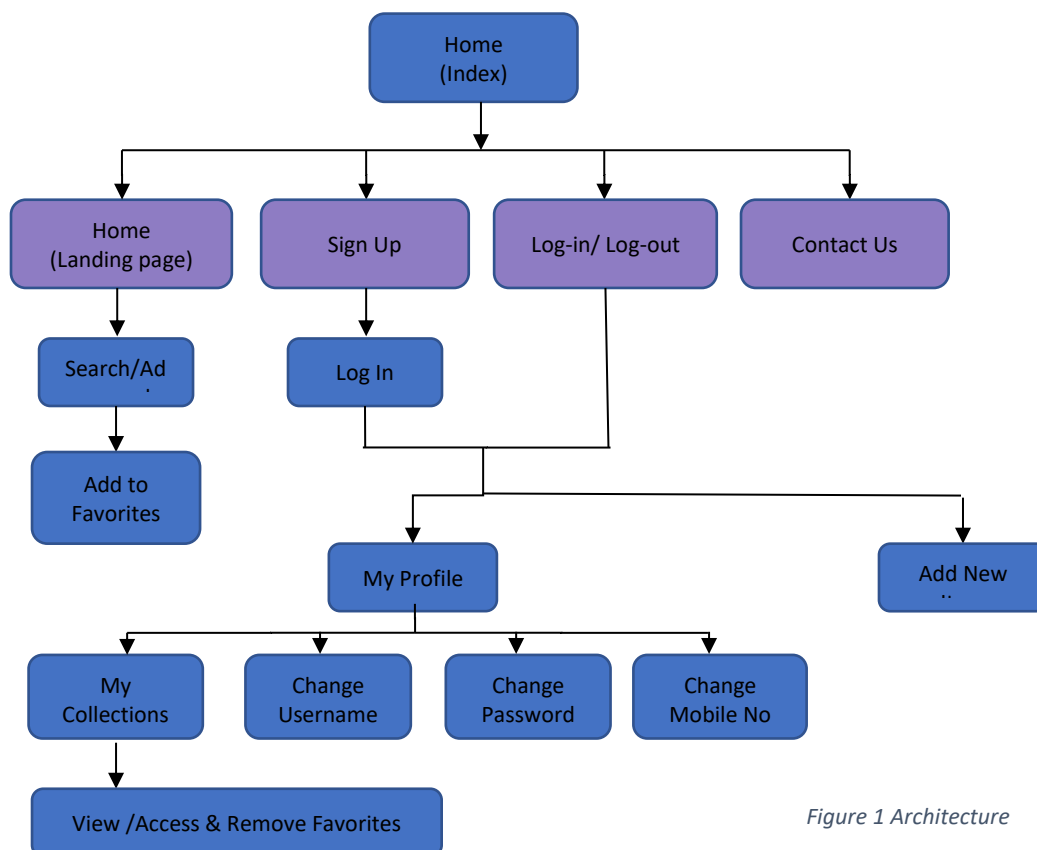 Home
(Index)
Home
(Landing page)
Sign Up
Log-in/ Log-out
Contact Us
Search/Ad
Log In
Add to
Favorites
My Profile
Add New
My
Collections
Change
Username
Change
Password
Change
Mobile No
View /Access & Remove Favorites
Figure 1 Architecture